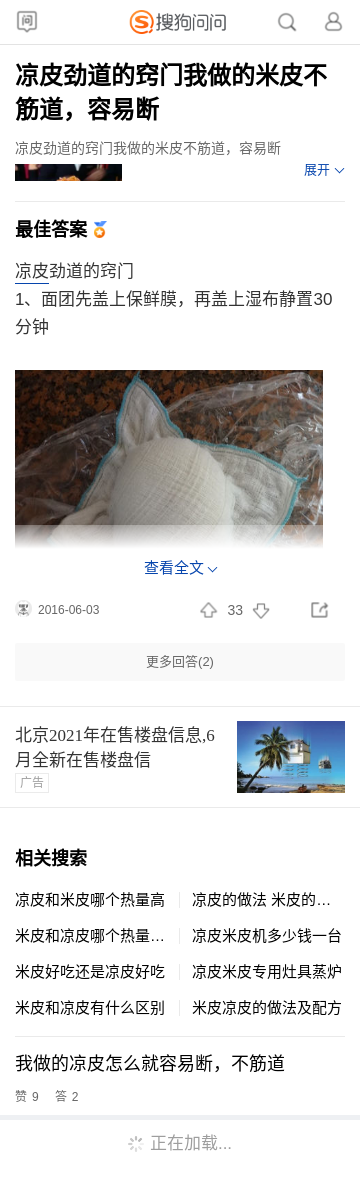 问
S 搜狗问问
凉皮劲道的窍门我做的米皮不
筋道，容易断
凉皮劲道的窍门我做的米皮不筋道，容易断
展开
最佳答案
凉皮劲道的窍门
1、面团先盖上保鲜膜，再盖上湿布静置30
分钟
查看全文
2016-06-03
33
更多回答(2)
北京2021年在售楼盘信息,6
月全新在售楼盘信
广告
相关搜索
凉皮和米皮哪个热量高
凉皮的做法 米皮的…
米皮和凉皮哪个热量…
凉皮米皮机多少钱一台
米皮好吃还是凉皮好吃
凉皮米皮专用灶具蒸炉
米皮和凉皮有什么区别
米皮凉皮的做法及配方
我做的凉皮怎么就容易断，不筋道
赞 9 答 2
正在加载...